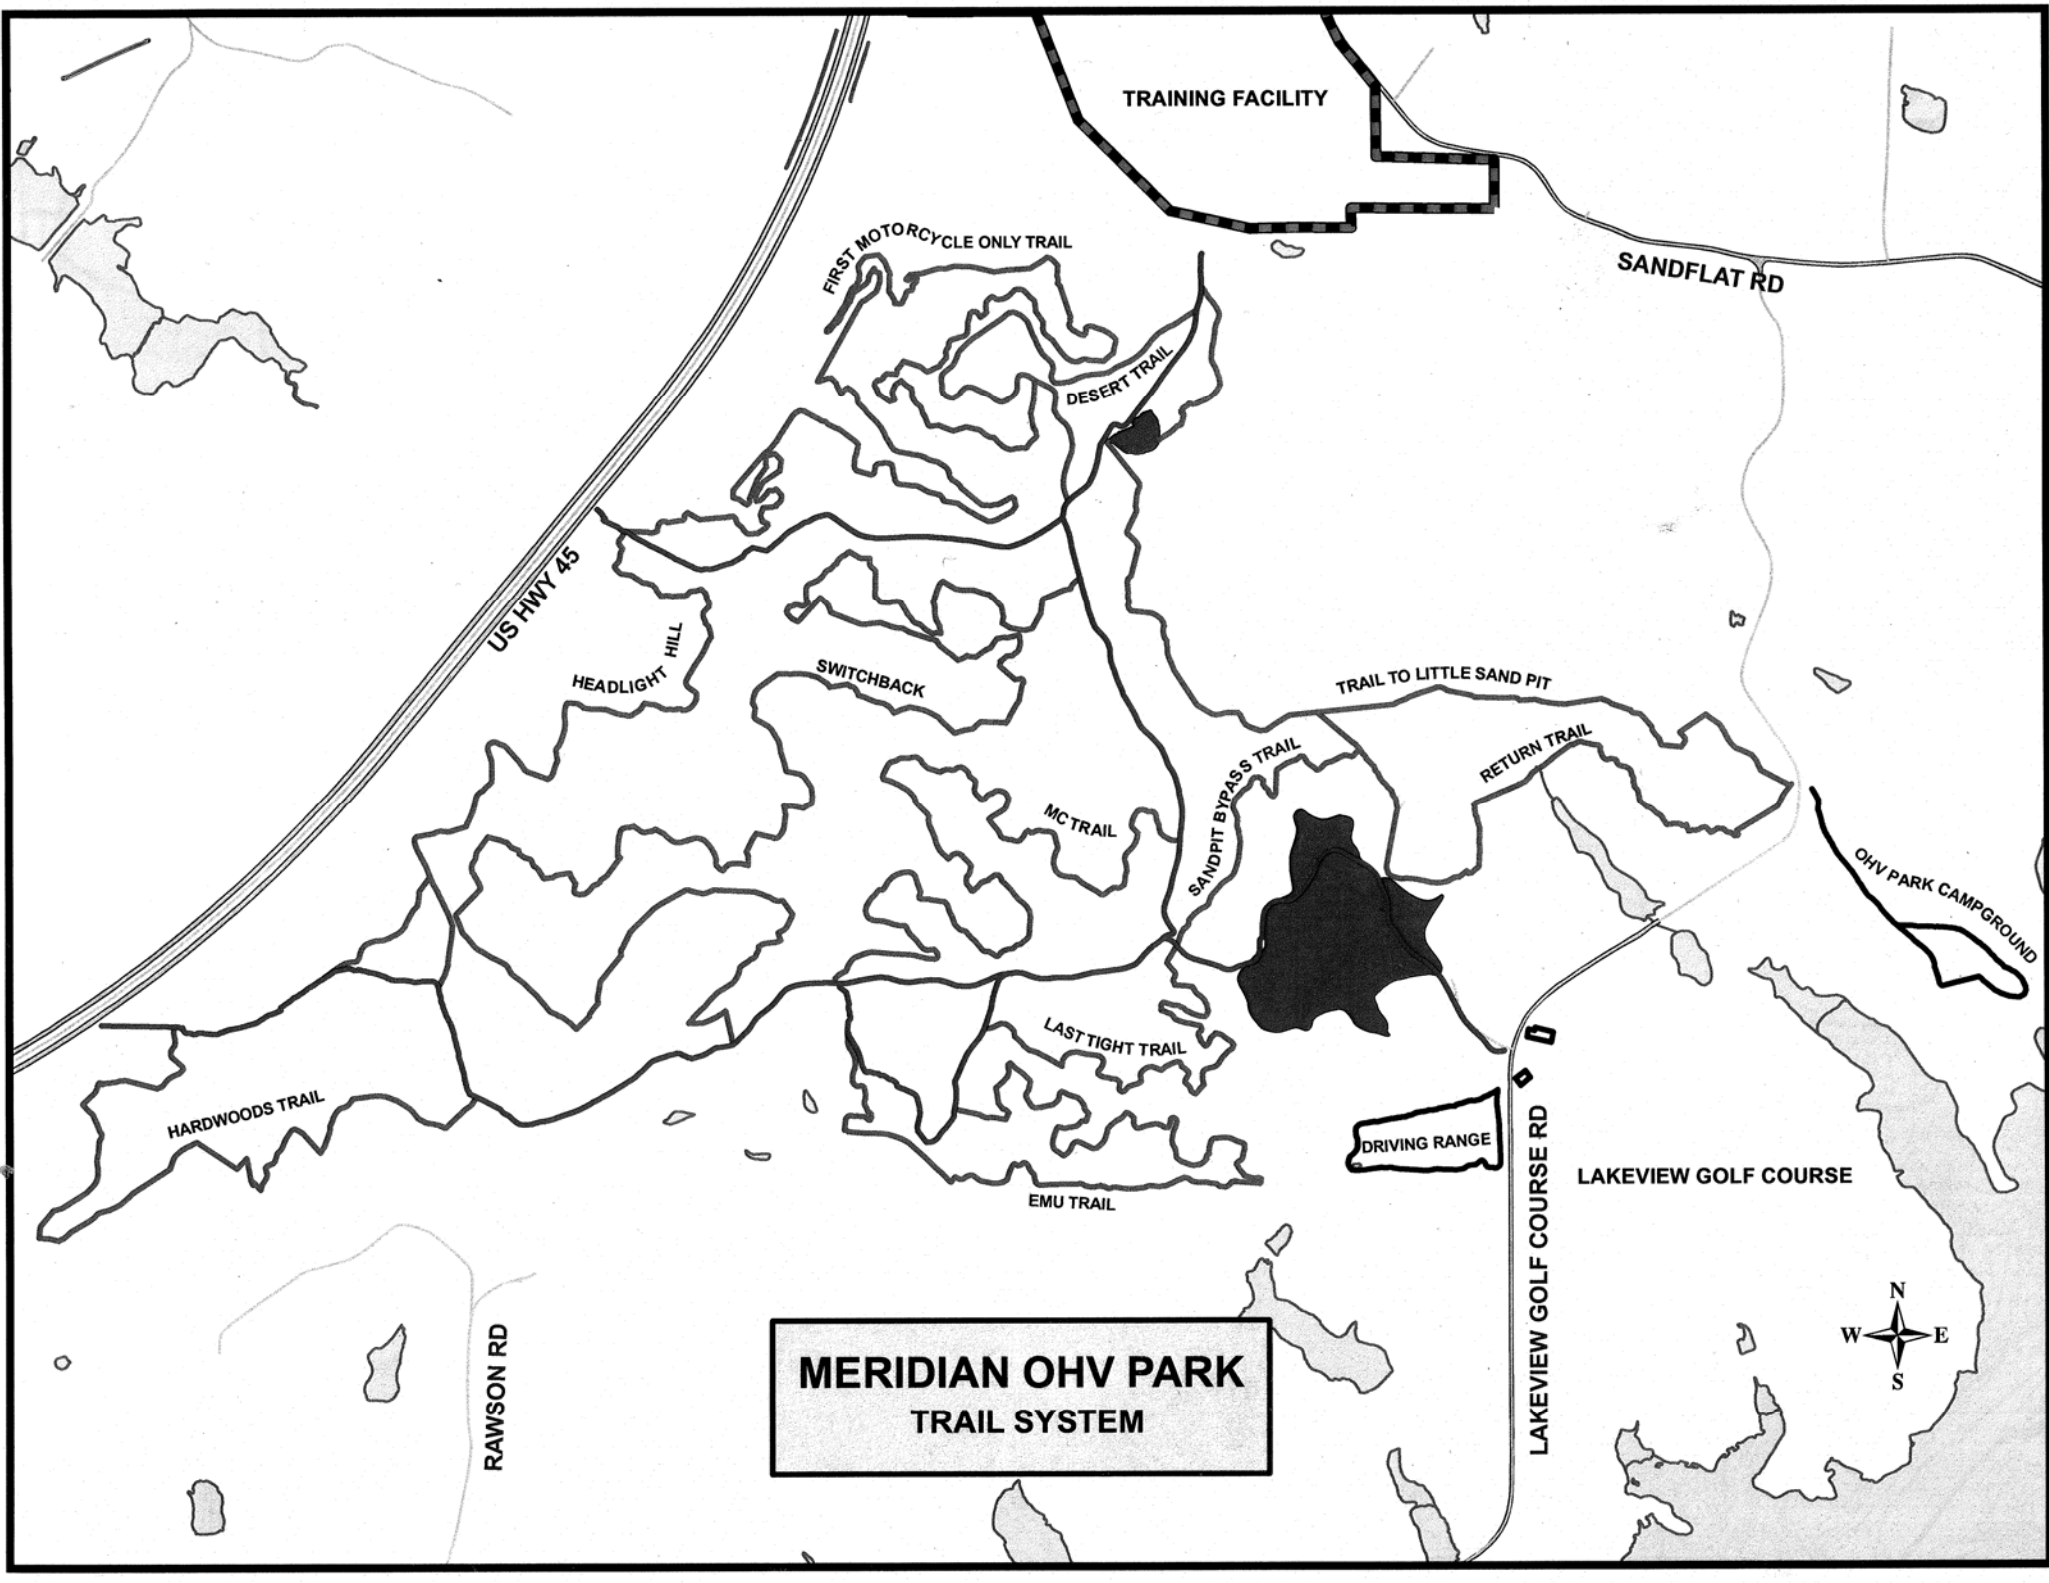 TRAINING FACILITY
FIRST MOTORCYCLE ONLY TRAIL
SANDFLAT RD
DESERT TRAIL
US HWY 45
HEADLIGHT HILL
SWITCHBACK
TRAIL TO LITTLE SAND PIT
RETURN TRAIL
SANDPIT BYPASS TRAIL
MC TRAIL
OHV PARK CAMPGROUND
LAST TIGHT TRAIL
HARDWOODS TRAIL
DRIVING RANGE
EMU TRAIL
LAKEVIEW GOLF COURSE RD
LAKEVIEW GOLF COURSE
RAWSON RD
MERIDIAN OHV PARK
TRAIL SYSTEM
N
W E
S